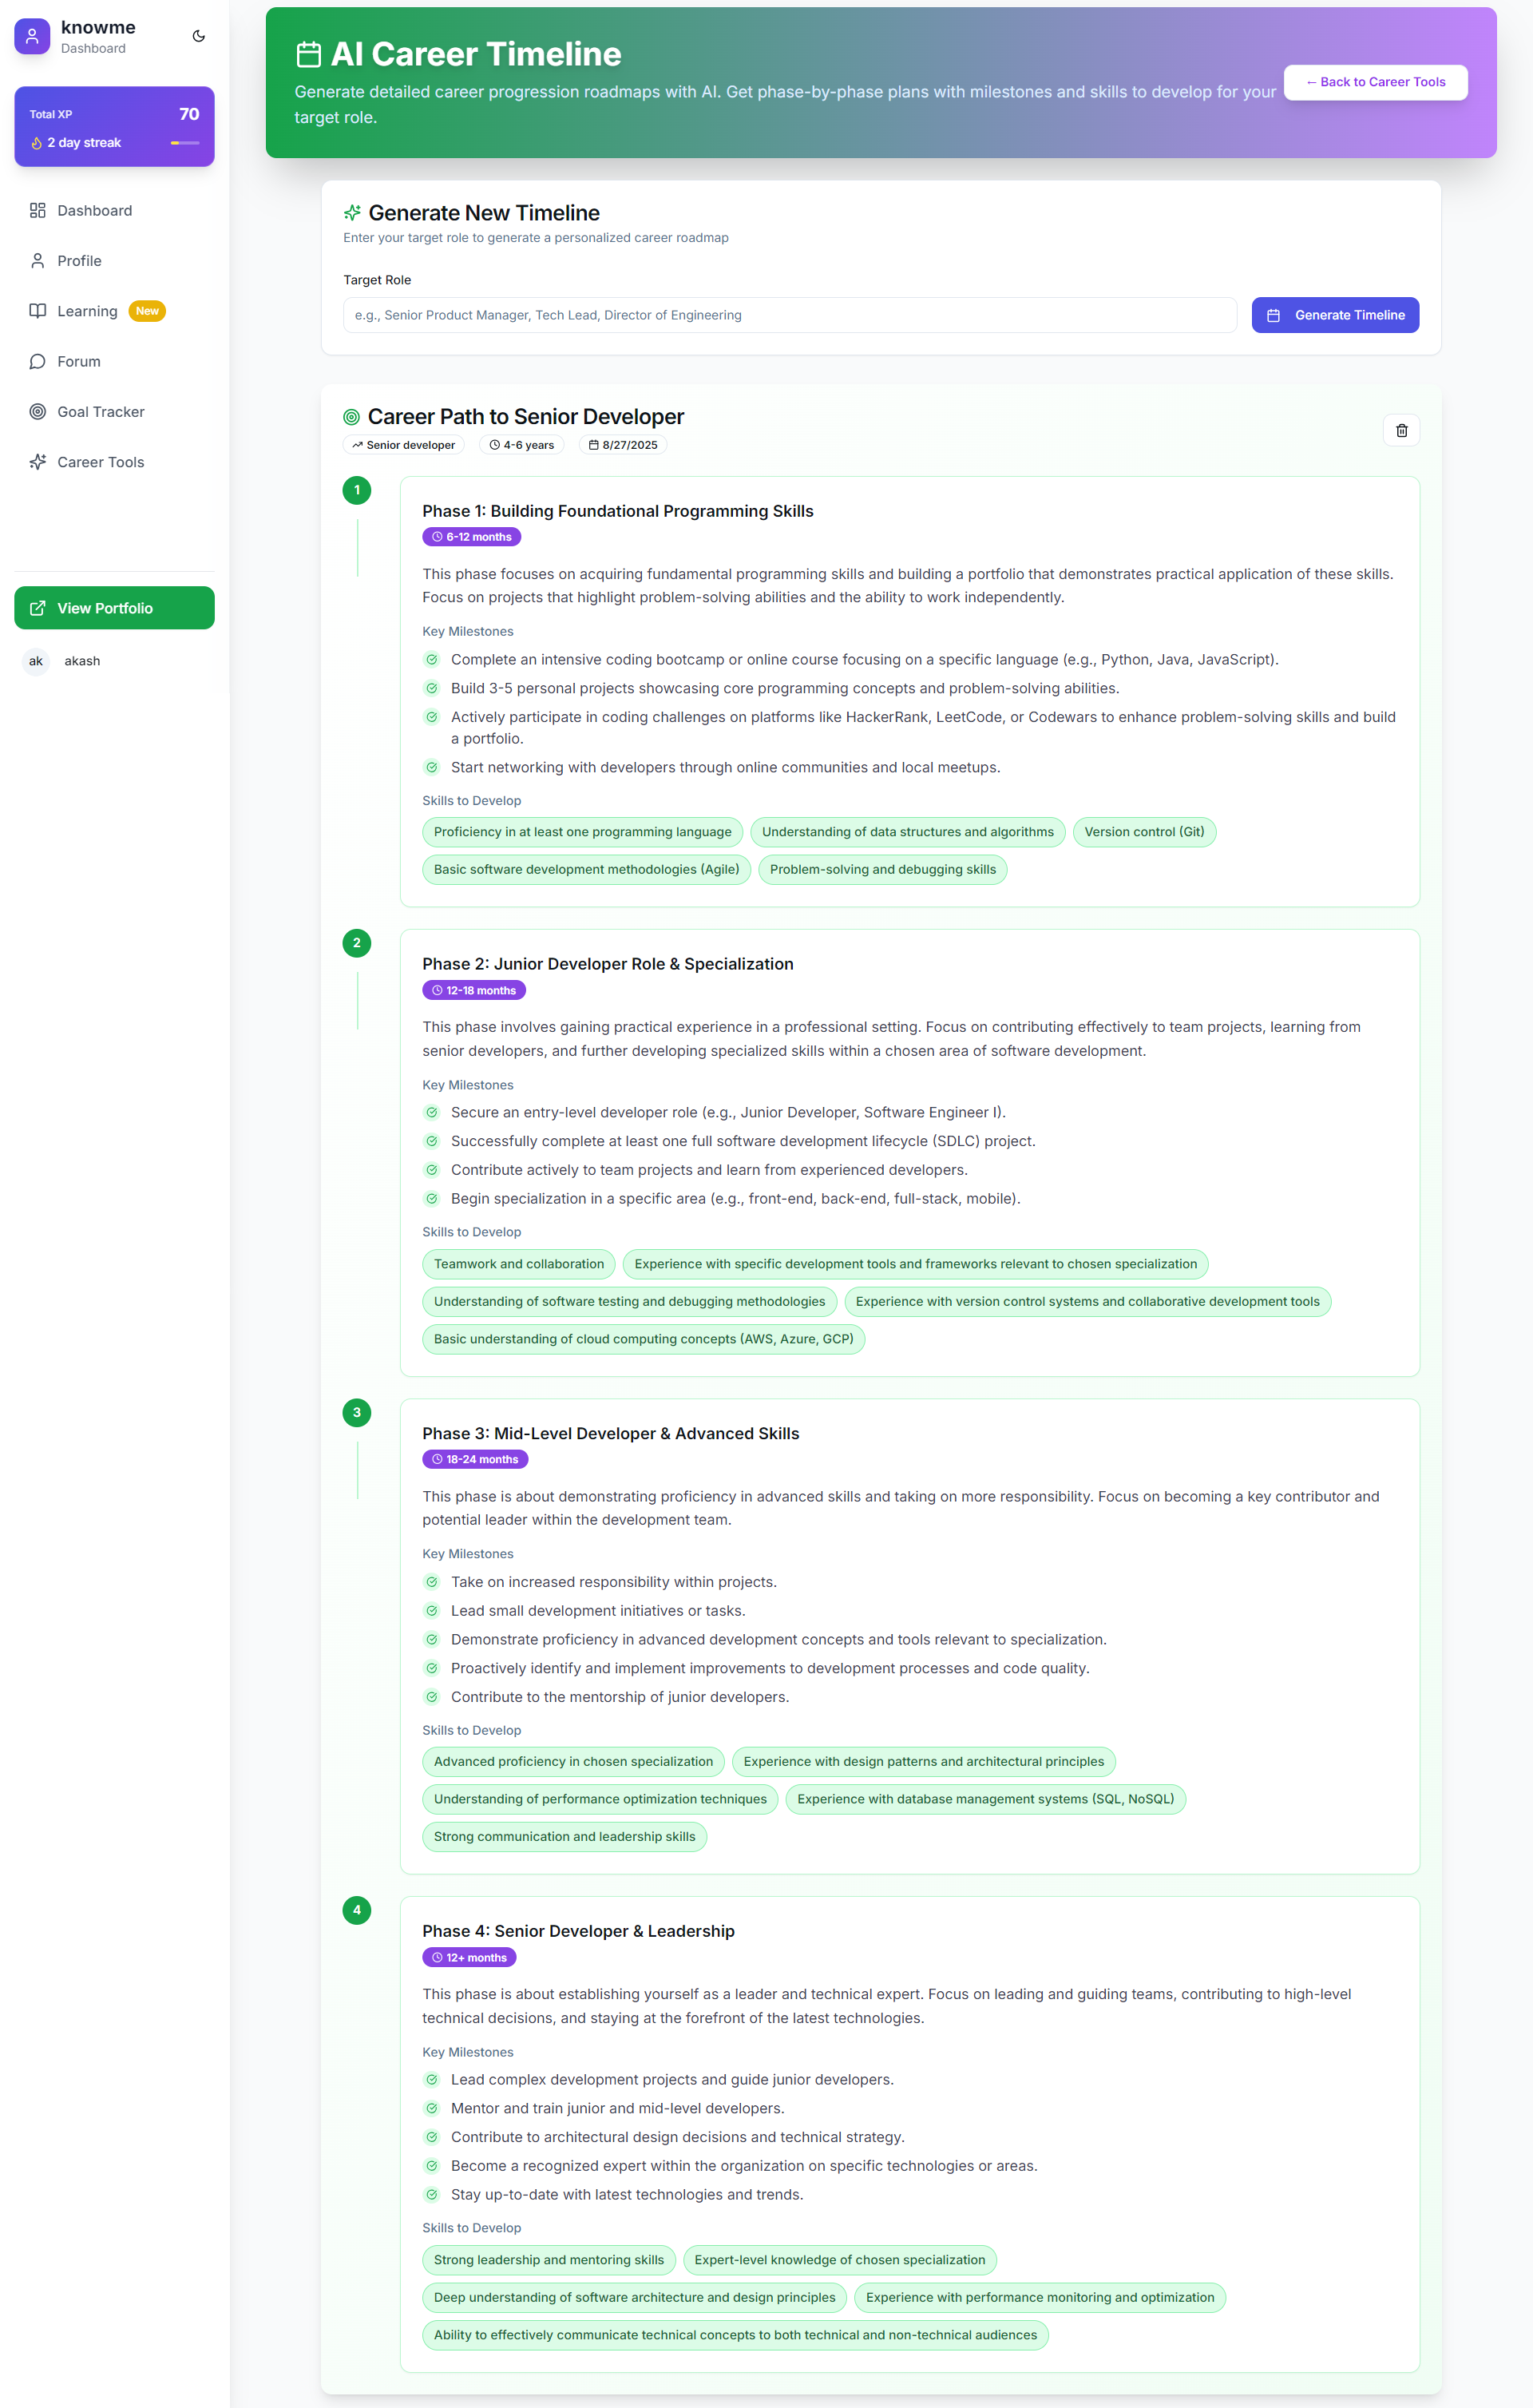 knowme
Dashboard
Total XP
70
2 day streak
Dashboard
Profile
Learning New
Forum
Goal Tracker
Career Tools
View Portfolio
ak akash
AI Career Timeline
Generate detailed career progression roadmaps with AI. Get phase-by-phase plans with milestones and skills to develop for your
target role.
← Back to Career Tools
Generate New Timeline
Enter your target role to generate a personalized career roadmap
Target Role
e.g., Senior Product Manager, Tech Lead, Director of Engineering
Generate Timeline
Career Path to Senior Developer
Senior developer 4-6 years 8/27/2025
1
Phase 1: Building Foundational Programming Skills
6-12 months
This phase focuses on acquiring fundamental programming skills and building a portfolio that demonstrates practical application of these skills.
Focus on projects that highlight problem-solving abilities and the ability to work independently.
Key Milestones
Complete an intensive coding bootcamp or online course focusing on a specific language (e.g., Python, Java, JavaScript).
Build 3-5 personal projects showcasing core programming concepts and problem-solving abilities.
Actively participate in coding challenges on platforms like HackerRank, LeetCode, or Codewars to enhance problem-solving skills and build
a portfolio.
Start networking with developers through online communities and local meetups.
Skills to Develop
Proficiency in at least one programming language Understanding of data structures and algorithms Version control (Git)
Basic software development methodologies (Agile) Problem-solving and debugging skills
2
Phase 2: Junior Developer Role & Specialization
12-18 months
This phase involves gaining practical experience in a professional setting. Focus on contributing effectively to team projects, learning from
senior developers, and further developing specialized skills within a chosen area of software development.
Key Milestones
Secure an entry-level developer role (e.g., Junior Developer, Software Engineer I).
Successfully complete at least one full software development lifecycle (SDLC) project.
Contribute actively to team projects and learn from experienced developers.
Begin specialization in a specific area (e.g., front-end, back-end, full-stack, mobile).
Skills to Develop
Teamwork and collaboration Experience with specific development tools and frameworks relevant to chosen specialization
Understanding of software testing and debugging methodologies Experience with version control systems and collaborative development tools
Basic understanding of cloud computing concepts (AWS, Azure, GCP)
3
Phase 3: Mid-Level Developer & Advanced Skills
18-24 months
This phase is about demonstrating proficiency in advanced skills and taking on more responsibility. Focus on becoming a key contributor and
potential leader within the development team.
Key Milestones
Take on increased responsibility within projects.
Lead small development initiatives or tasks.
Demonstrate proficiency in advanced development concepts and tools relevant to specialization.
Proactively identify and implement improvements to development processes and code quality.
Contribute to the mentorship of junior developers.
Skills to Develop
Advanced proficiency in chosen specialization Experience with design patterns and architectural principles
Understanding of performance optimization techniques Experience with database management systems (SQL, NoSQL)
Strong communication and leadership skills
4
Phase 4: Senior Developer & Leadership
12+ months
This phase is about establishing yourself as a leader and technical expert. Focus on leading and guiding teams, contributing to high-level
technical decisions, and staying at the forefront of the latest technologies.
Key Milestones
Lead complex development projects and guide junior developers.
Mentor and train junior and mid-level developers.
Contribute to architectural design decisions and technical strategy.
Become a recognized expert within the organization on specific technologies or areas.
Stay up-to-date with latest technologies and trends.
Skills to Develop
Strong leadership and mentoring skills Expert-level knowledge of chosen specialization
Deep understanding of software architecture and design principles Experience with performance monitoring and optimization
Ability to effectively communicate technical concepts to both technical and non-technical audiences